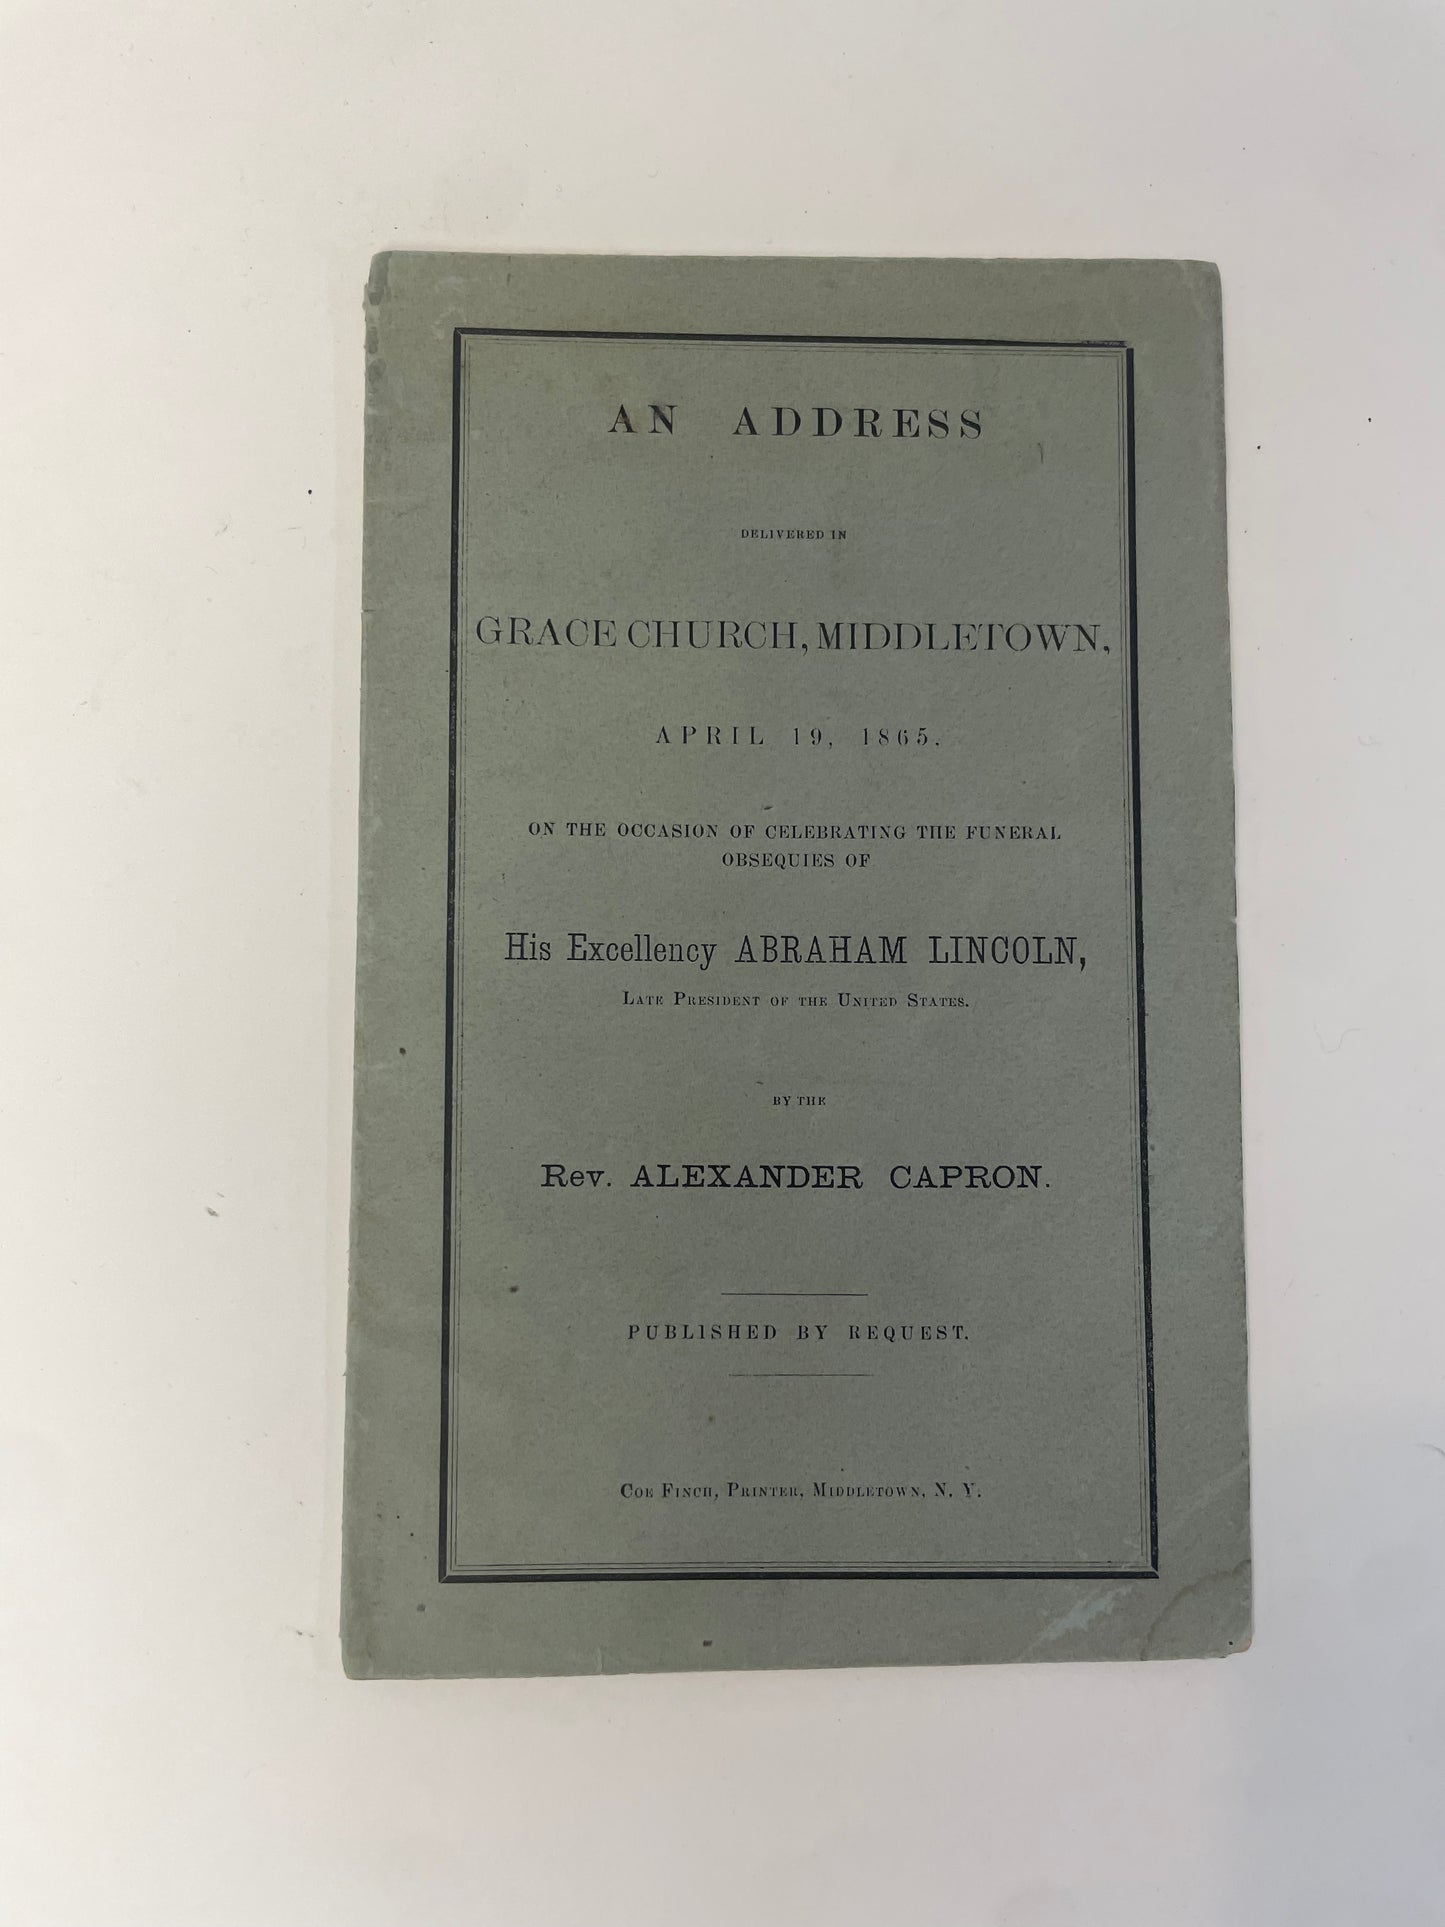 AN ADDRESS
DELIVERED IN
GRACE CHURCH, MIDDLETOWN,
APRIL 19, 1865.
ON THE OCCASION OF CELEBRATING THE FUNERAL
OBSEQUIES OF
His Excellency ABRAHAM LINCOLN,
LATE PRESIDENT OF THE UNITED STATES.
BY THE
Rev. ALEXANDER CAPRON.
PUBLISHED BY REQUEST.
COE FINCH, PRINTER, MIDDLETOWN, N. Y.